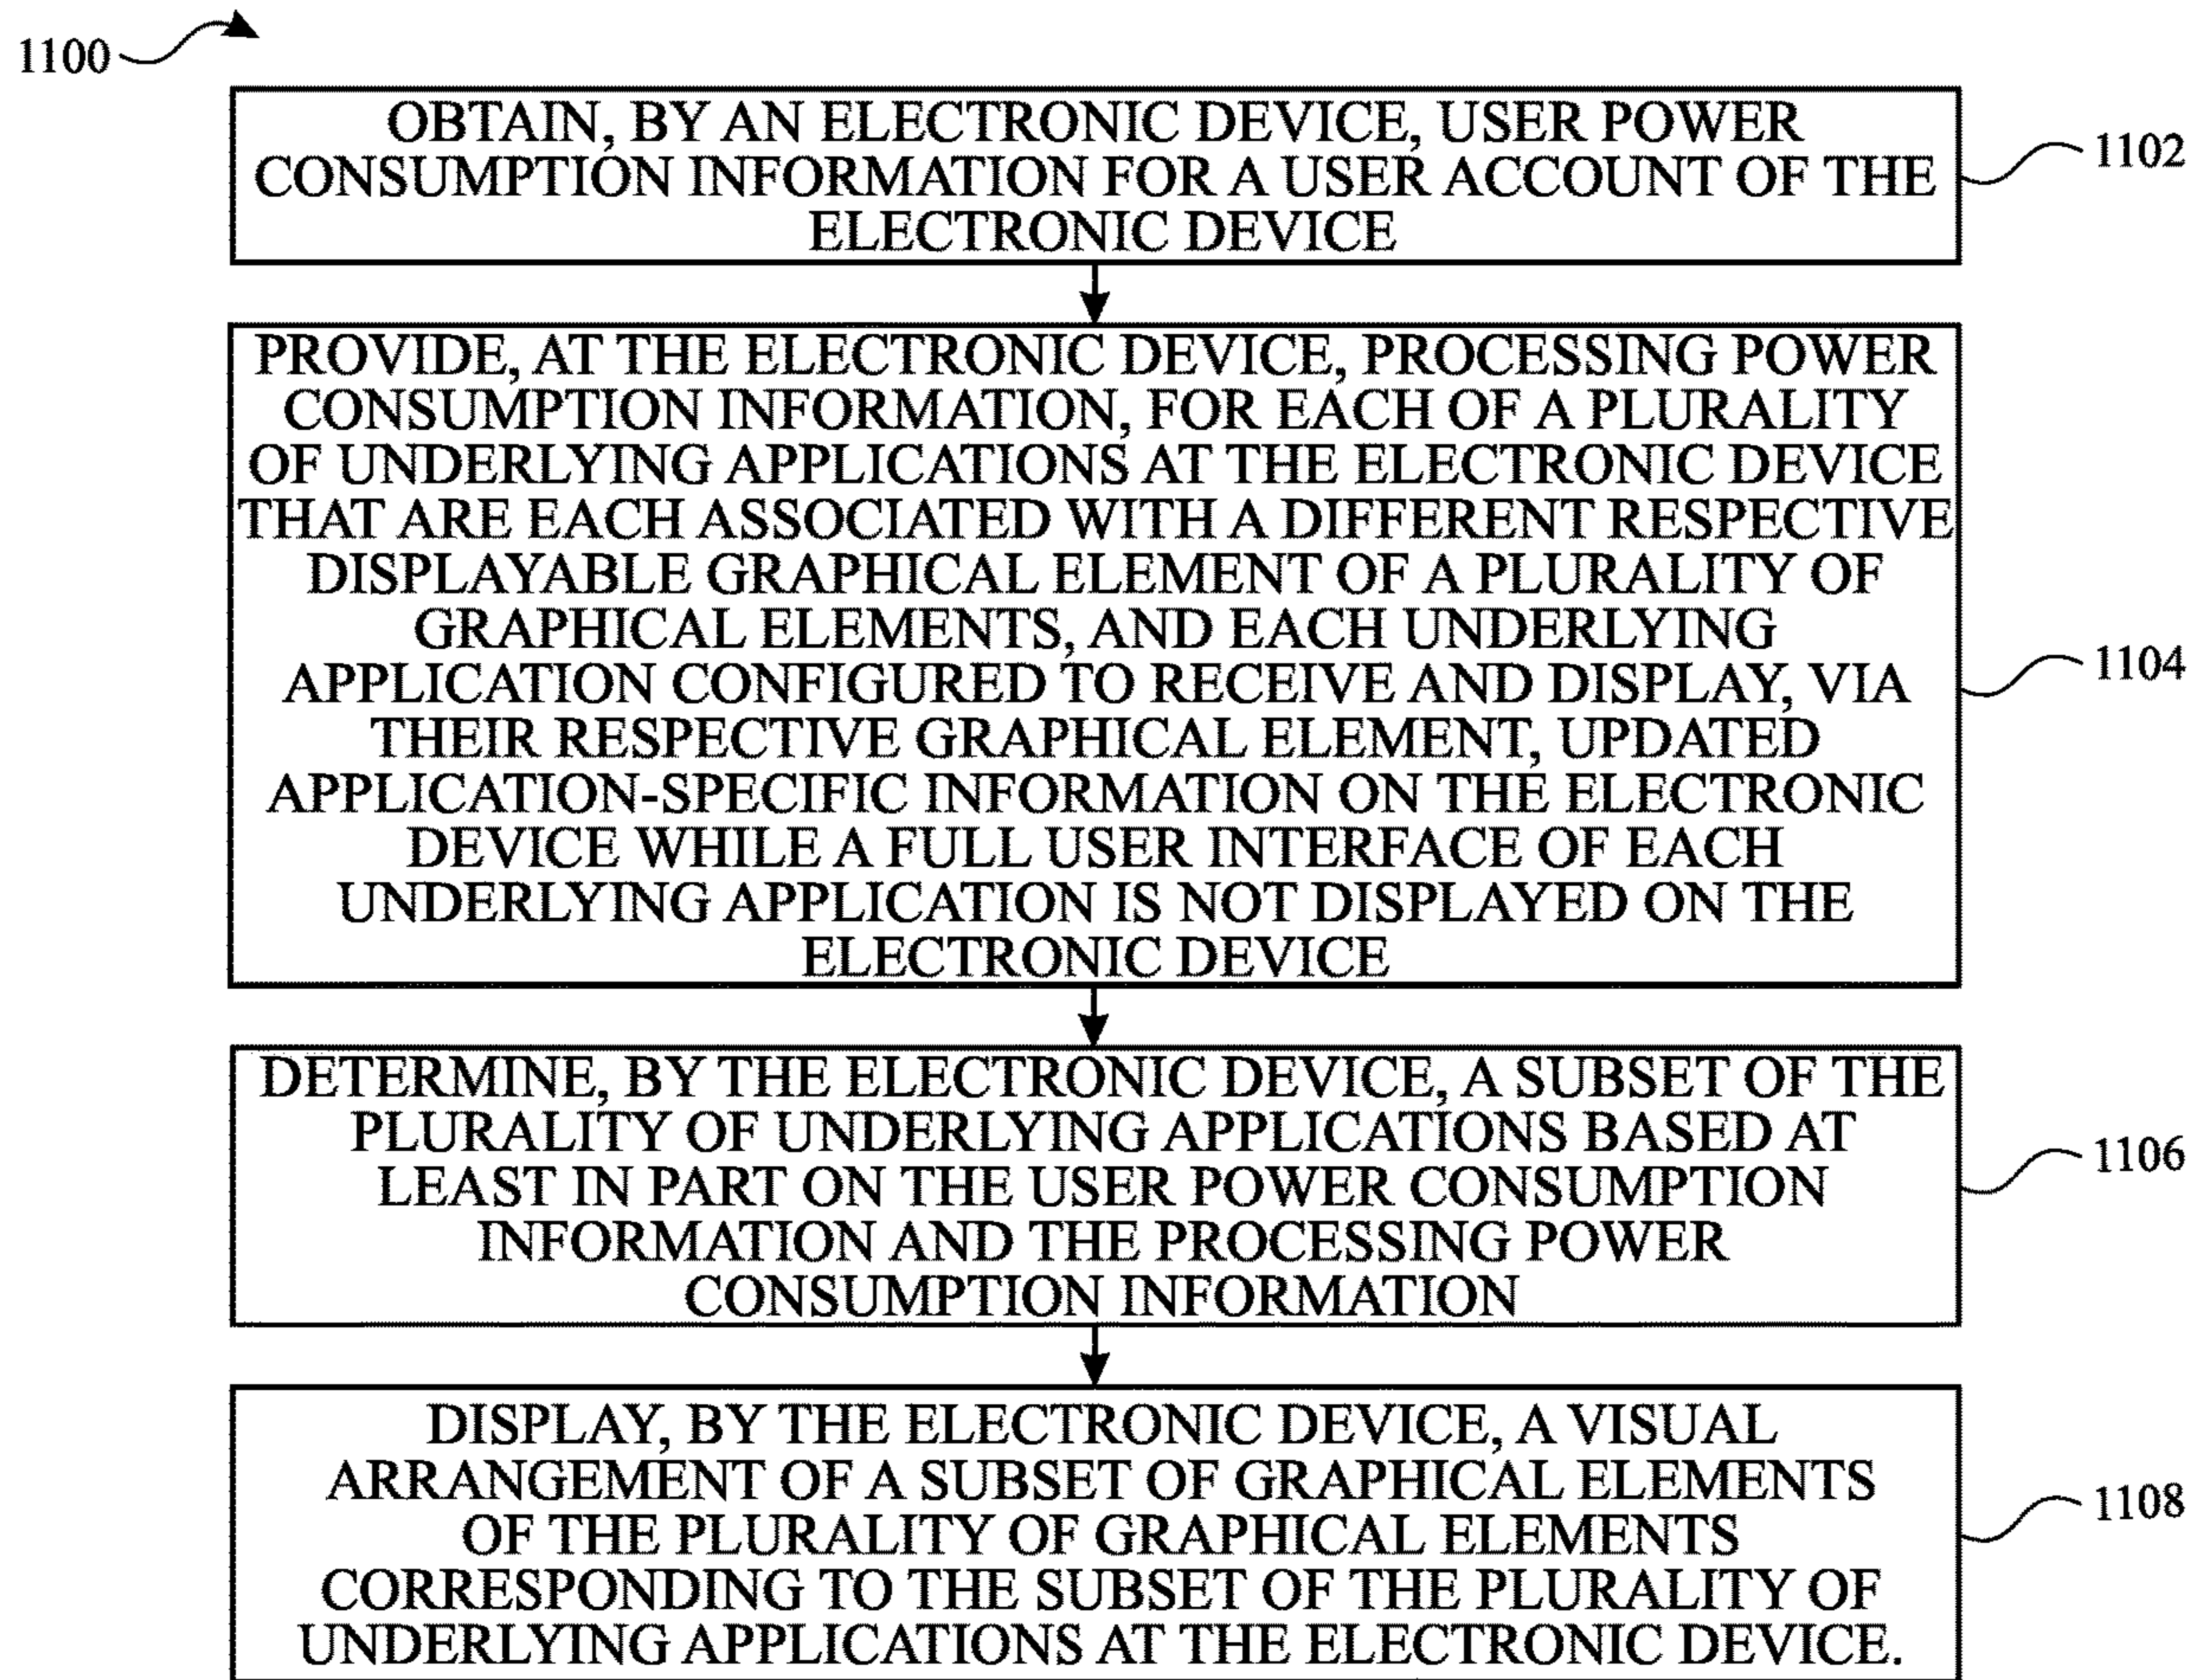 1100
OBTAIN, BY AN ELECTRONIC DEVICE, USER POWER
CONSUMPTION INFORMATION FOR A USER ACCOUNT OF THE
ELECTRONIC DEVICE
1102
PROVIDE, AT THE ELECTRONIC DEVICE, PROCESSING POWER
CONSUMPTION INFORMATION, FOR EACH OF A PLURALITY
OF UNDERLYING APPLICATIONS AT THE ELECTRONIC DEVICE
THAT ARE EACH ASSOCIATED WITH A DIFFERENT RESPECTIVE
DISPLAYABLE GRAPHICAL ELEMENT OF A PLURALITY OF
GRAPHICAL ELEMENTS, AND EACH UNDERLYING
APPLICATION CONFIGURED TO RECEIVE AND DISPLAY, VIA
THEIR RESPECTIVE GRAPHICAL ELEMENT, UPDATED
APPLICATION-SPECIFIC INFORMATION ON THE ELECTRONIC
DEVICE WHILE A FULL USER INTERFACE OF EACH
UNDERLYING APPLICATION IS NOT DISPLAYED ON THE
ELECTRONIC DEVICE
1104
DETERMINE, BY THE ELECTRONIC DEVICE, A SUBSET OF THE
PLURALITY OF UNDERLYING APPLICATIONS BASED AT
LEAST IN PART ON THE USER POWER CONSUMPTION
INFORMATION AND THE PROCESSING POWER
CONSUMPTION INFORMATION
1106
DISPLAY, BY THE ELECTRONIC DEVICE, A VISUAL
ARRANGEMENT OF A SUBSET OF GRAPHICAL ELEMENTS
OF THE PLURALITY OF GRAPHICAL ELEMENTS
CORRESPONDING TO THE SUBSET OF THE PLURALITY OF
UNDERLYING APPLICATIONS AT THE ELECTRONIC DEVICE.
1108